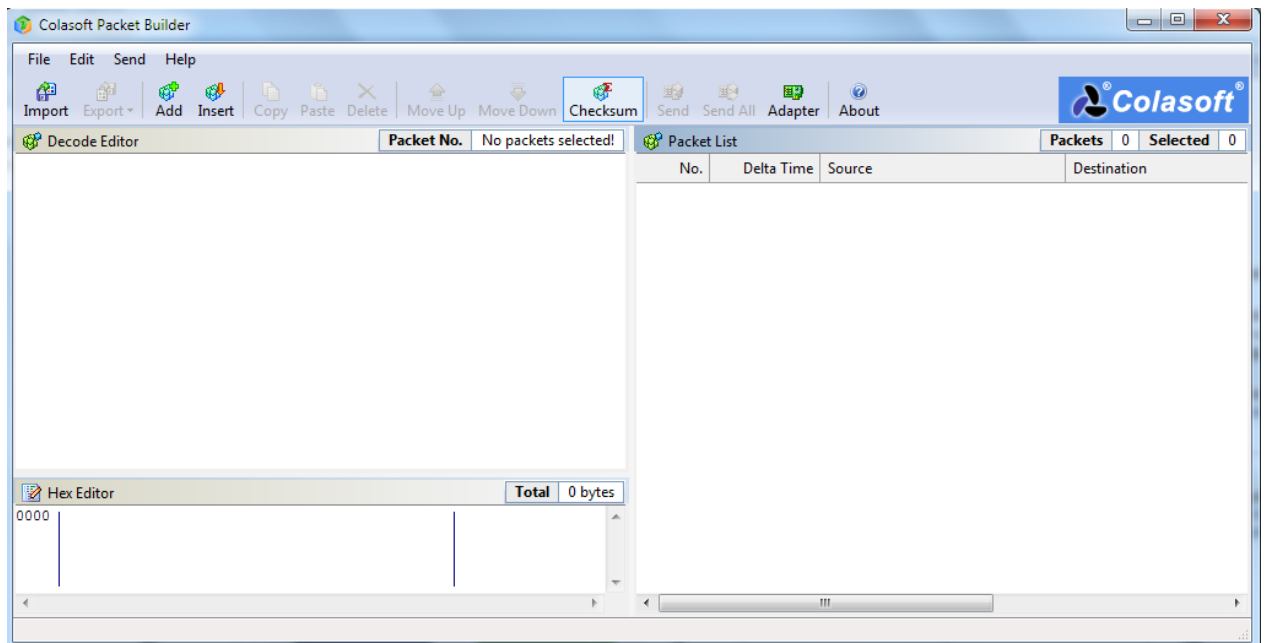 Colasoft Packet Builder
File Edit Send Help
Import Export Add Insert Copy Paste Delete Move Up Move Down Checksum Send Send All Adapter About
Colasoft®
Decode Editor Packet No. No packets selected!
Packet List Packets 0 Selected 0
No. Delta Time Source Destination
Hex Editor Total 0 bytes
0000